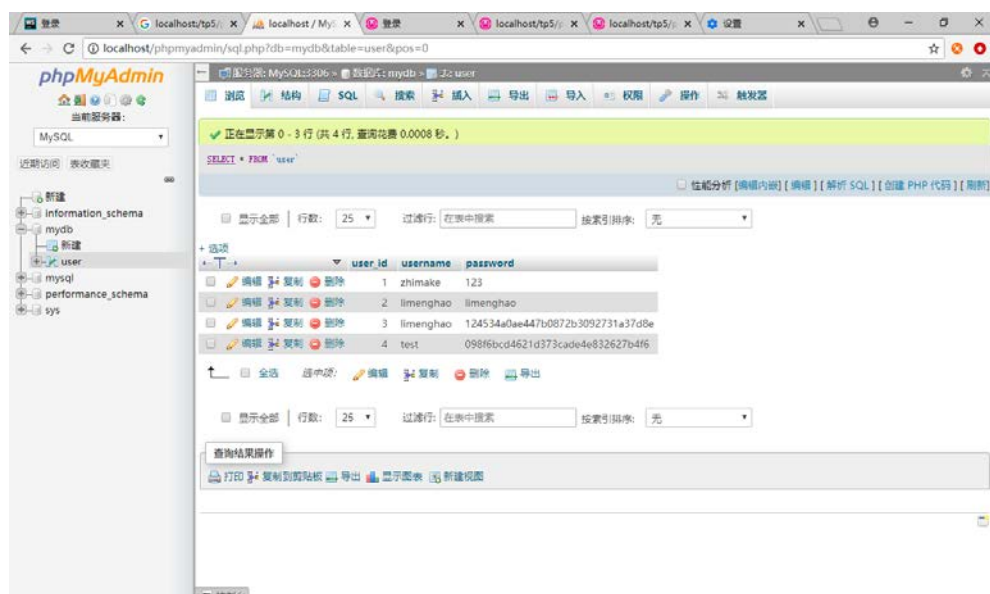 登录
localhost/tp5/
localhost / My
登录
localhost/tp5/
localhost/tp5/
设置
localhost/phpmyadmin/sql.php?db=mydb&table=user&pos=0
phpMyAdmin
当前服务器:
MySQL
近期访问 表收藏夹
新建
information_schema
mydb
新建
user
mysql
performance_schema
sys
服务器: MySQL:3306 » 数据库: mydb » 表: user
浏览 结构 SQL 搜索 插入 导出 导入 权限 操作 触发器
正在显示第 0 - 3 行 (共 4 行, 查询花费 0.0008 秒。)
SELECT * FROM `user`
性能分析 [编辑内嵌] [ 编辑 ] [ 解析 SQL ] [ 创建 PHP 代码 ] [ 刷新]
显示全部 | 行数: 25 过滤行: 在表中搜索 按索引排序: 无
+ 选项
←T→ user_id username password
编辑 复制 删除 1 zhimake 123
编辑 复制 删除 2 limenghao limenghao
编辑 复制 删除 3 limenghao 124534a0ae447b0872b3092731a37d8e
编辑 复制 删除 4 test 098f6bcd4621d373cade4e832627b4f6
全选 选中项: 编辑 复制 删除 导出
显示全部 | 行数: 25 过滤行: 在表中搜索 按索引排序: 无
查询结果操作
打印 复制到剪贴板 导出 显示图表 新建视图